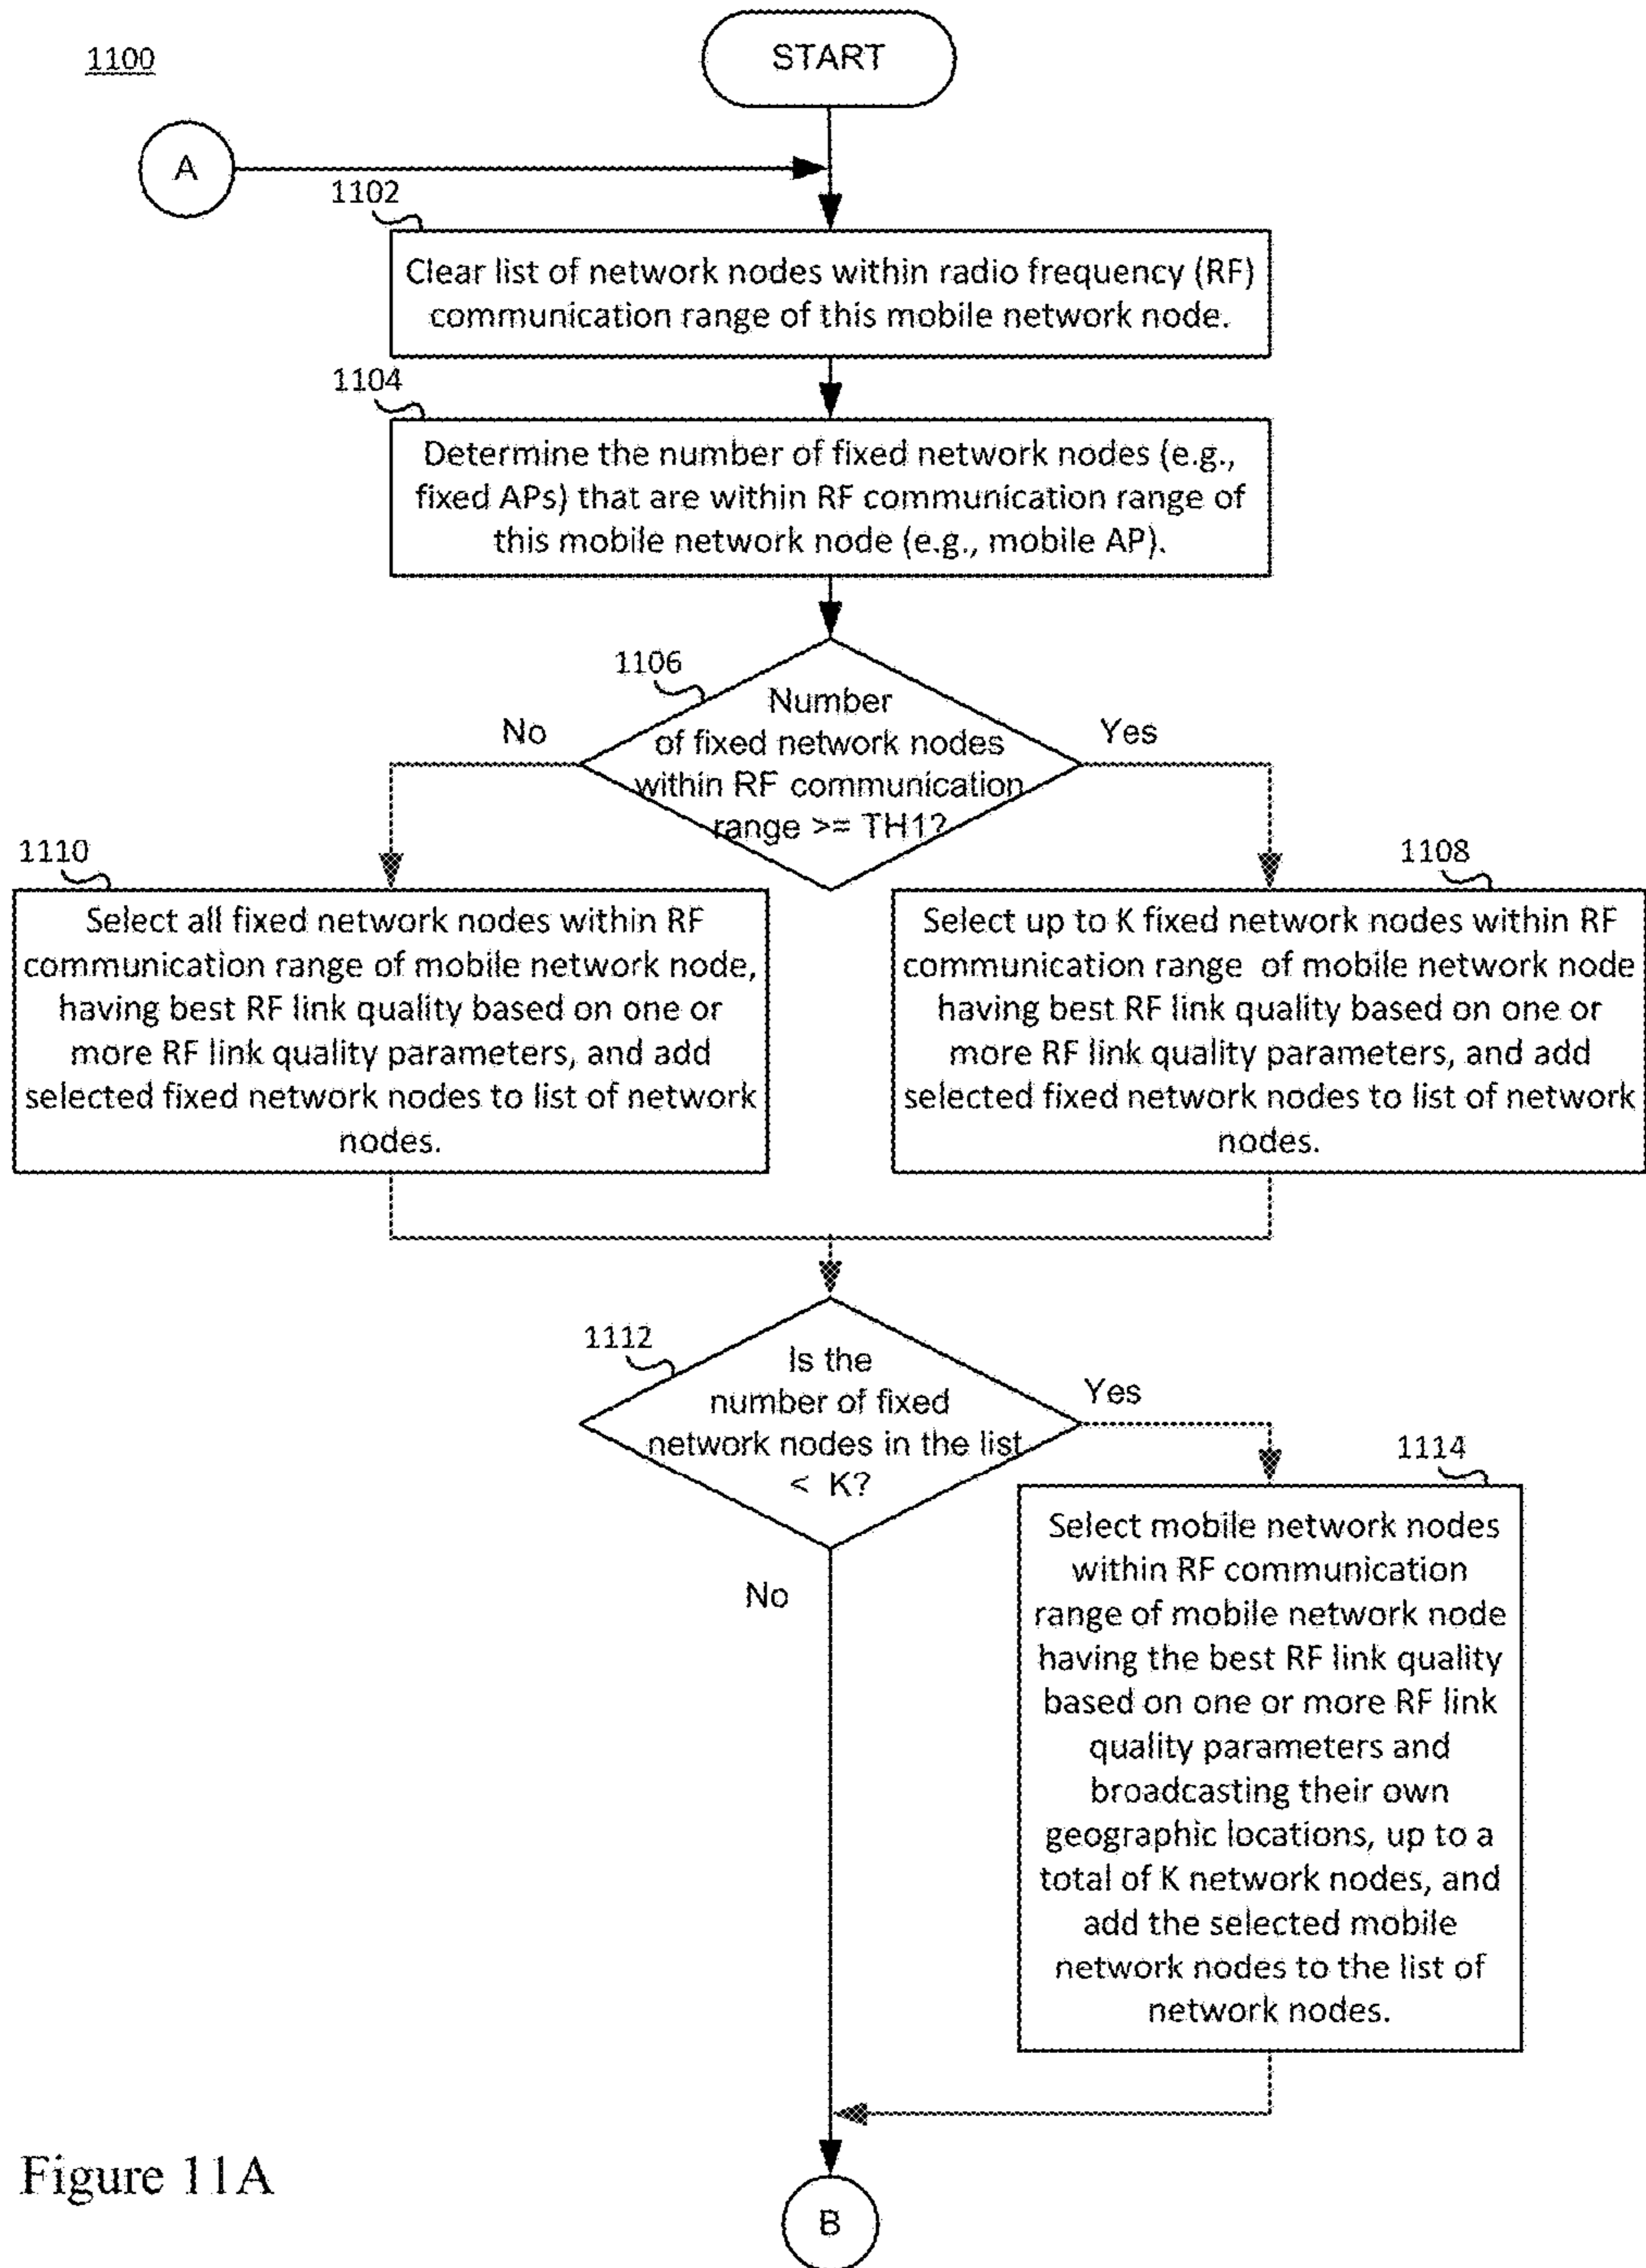 1100
START
A
1102
Clear list of network nodes within radio frequency (RF)
communication range of this mobile network node.
1104
Determine the number of fixed network nodes (e.g.,
fixed APs) that are within RF communication range of
this mobile network node (e.g., mobile AP).
1106
Number
of fixed network nodes
within RF communication
range >= TH1?
No
Yes
1110
Select all fixed network nodes within RF
communication range of mobile network node,
having best RF link quality based on one or
more RF link quality parameters, and add
selected fixed network nodes to list of network
nodes.
1108
Select up to K fixed network nodes within RF
communication range of mobile network node
having best RF link quality based on one or
more RF link quality parameters, and add
selected fixed network nodes to list of network
nodes.
1112
Is the
number of fixed
network nodes in the list
< K?
Yes
No
1114
Select mobile network nodes
within RF communication
range of mobile network node
having the best RF link quality
based on one or more RF link
quality parameters and
broadcasting their own
geographic locations, up to a
total of K network nodes, and
add the selected mobile
network nodes to the list of
network nodes.
Figure 11A
B